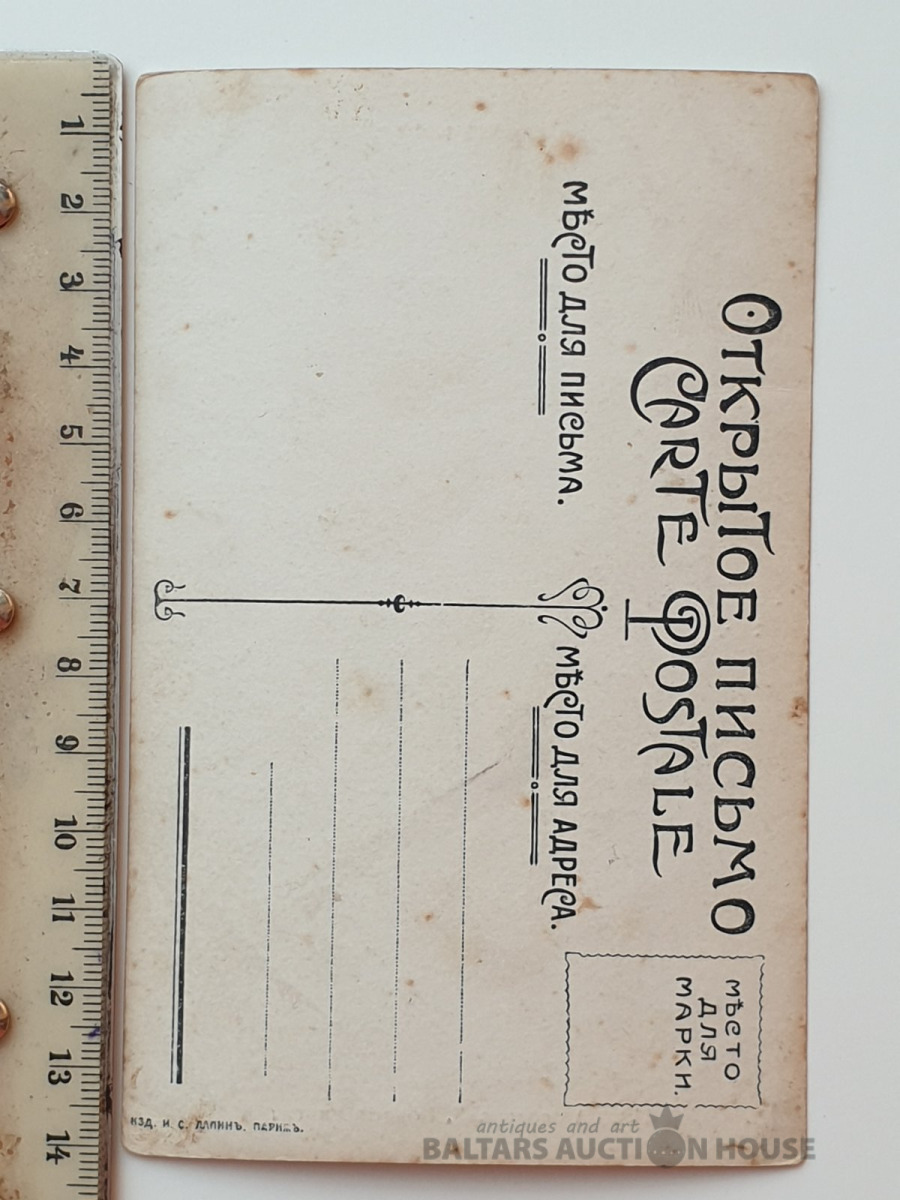 Открытое письмо
Carte Postale
Мѣсто для письма.
Мѣсто для адреса.
Мѣсто
для
марки.
Изд. И. С. Лапинъ. Парижъ.
1 2 3 4 5 6 7 8 9 10 11 12 13 14
antiques and art
BALTARS AUCTION HOUSE